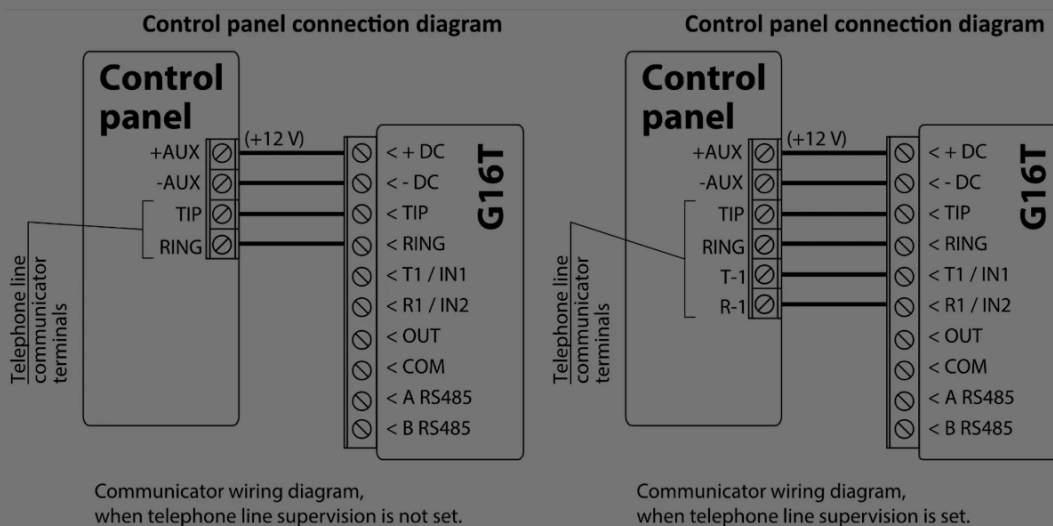 Control panel connection diagram
Control
panel
(+12 V)
+AUX
-AUX
TIP
RING
< + DC
< - DC
< TIP
< RING
< T1 / IN1
< R1 / IN2
< OUT
< COM
< A RS485
< B RS485
G16T
Telephone line
communicator
terminals
Communicator wiring diagram,
when telephone line supervision is not set.
Control panel connection diagram
Control
panel
(+12 V)
+AUX
-AUX
TIP
RING
T-1
R-1
< + DC
< - DC
< TIP
< RING
< T1 / IN1
< R1 / IN2
< OUT
< COM
< A RS485
< B RS485
G16T
Telephone line
communicator
terminals
Communicator wiring diagram,
when telephone line supervision is set.